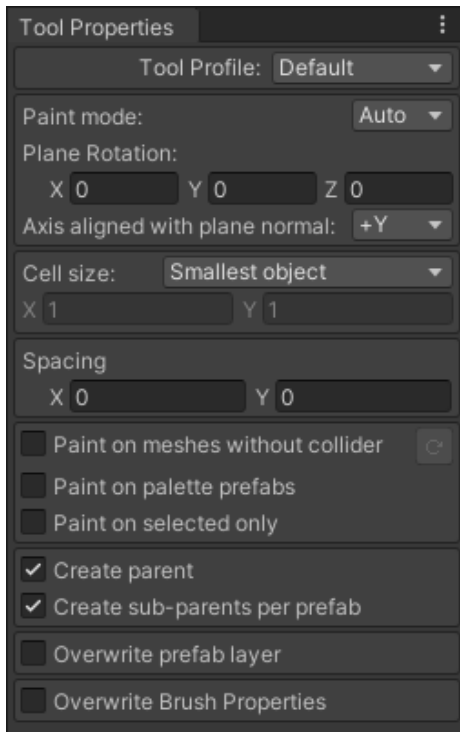 Tool Properties
Tool Profile: Default
Paint mode: Auto
Plane Rotation:
X 0 Y 0 Z 0
Axis aligned with plane normal: +Y
Cell size: Smallest object
X 1 Y 1
Spacing
X 0 Y 0
Paint on meshes without collider
Paint on palette prefabs
Paint on selected only
Create parent
Create sub-parents per prefab
Overwrite prefab layer
Overwrite Brush Properties